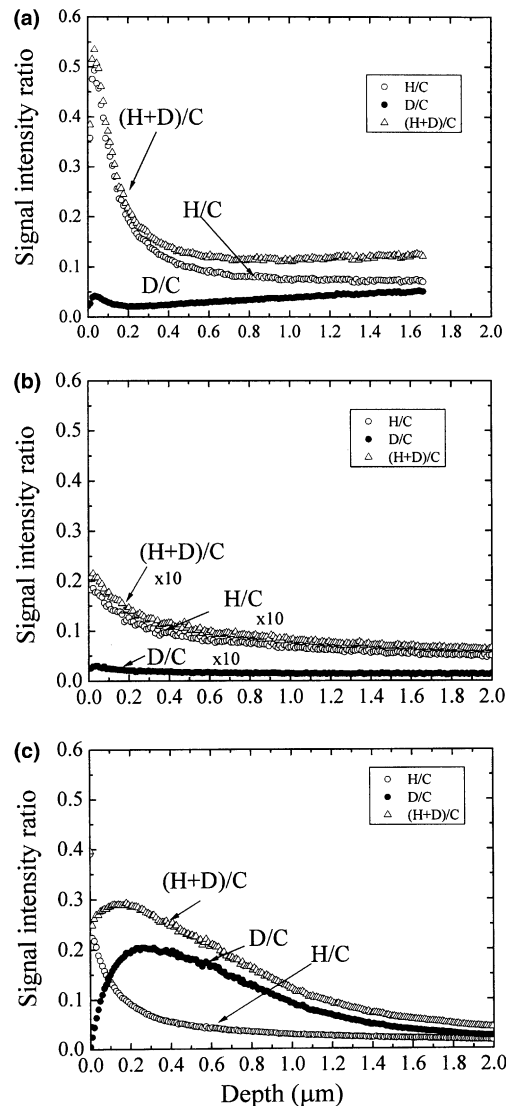 (a)
0.6
0.5
0.4
0.3
0.2
0.1
0.0
Signal intensity ratio
H/C
D/C
(H+D)/C
(H+D)/C
H/C
D/C
0.0 0.2 0.4 0.6 0.8 1.0 1.2 1.4 1.6 1.8 2.0
(b)
0.6
0.5
0.4
0.3
0.2
0.1
0.0
Signal intensity ratio
H/C
D/C
(H+D)/C
(H+D)/C
x10
H/C
x10
D/C
x10
0.0 0.2 0.4 0.6 0.8 1.0 1.2 1.4 1.6 1.8 2.0
(c)
0.6
0.5
0.4
0.3
0.2
0.1
0.0
Signal intensity ratio
H/C
D/C
(H+D)/C
(H+D)/C
D/C
H/C
0.0 0.2 0.4 0.6 0.8 1.0 1.2 1.4 1.6 1.8 2.0
Depth (μm)